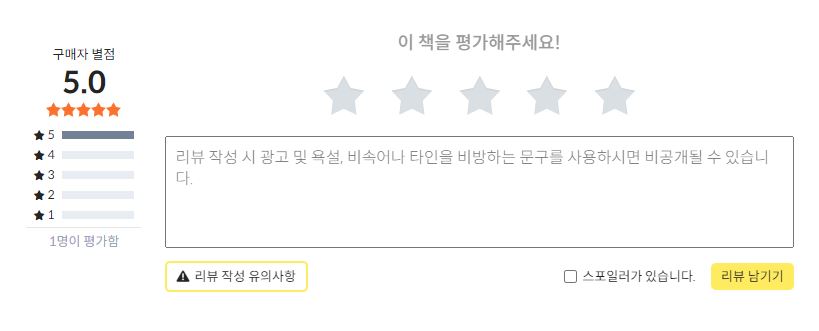 이 책을 평가해주세요!
구매자 별점
5.0
5
4
3
2
1
1명이 평가함
리뷰 작성 시 광고 및 욕설, 비속어나 타인을 비방하는 문구를 사용하시면 비공개될 수 있습니
다.
리뷰 작성 유의사항
스포일러가 있습니다.
리뷰 남기기